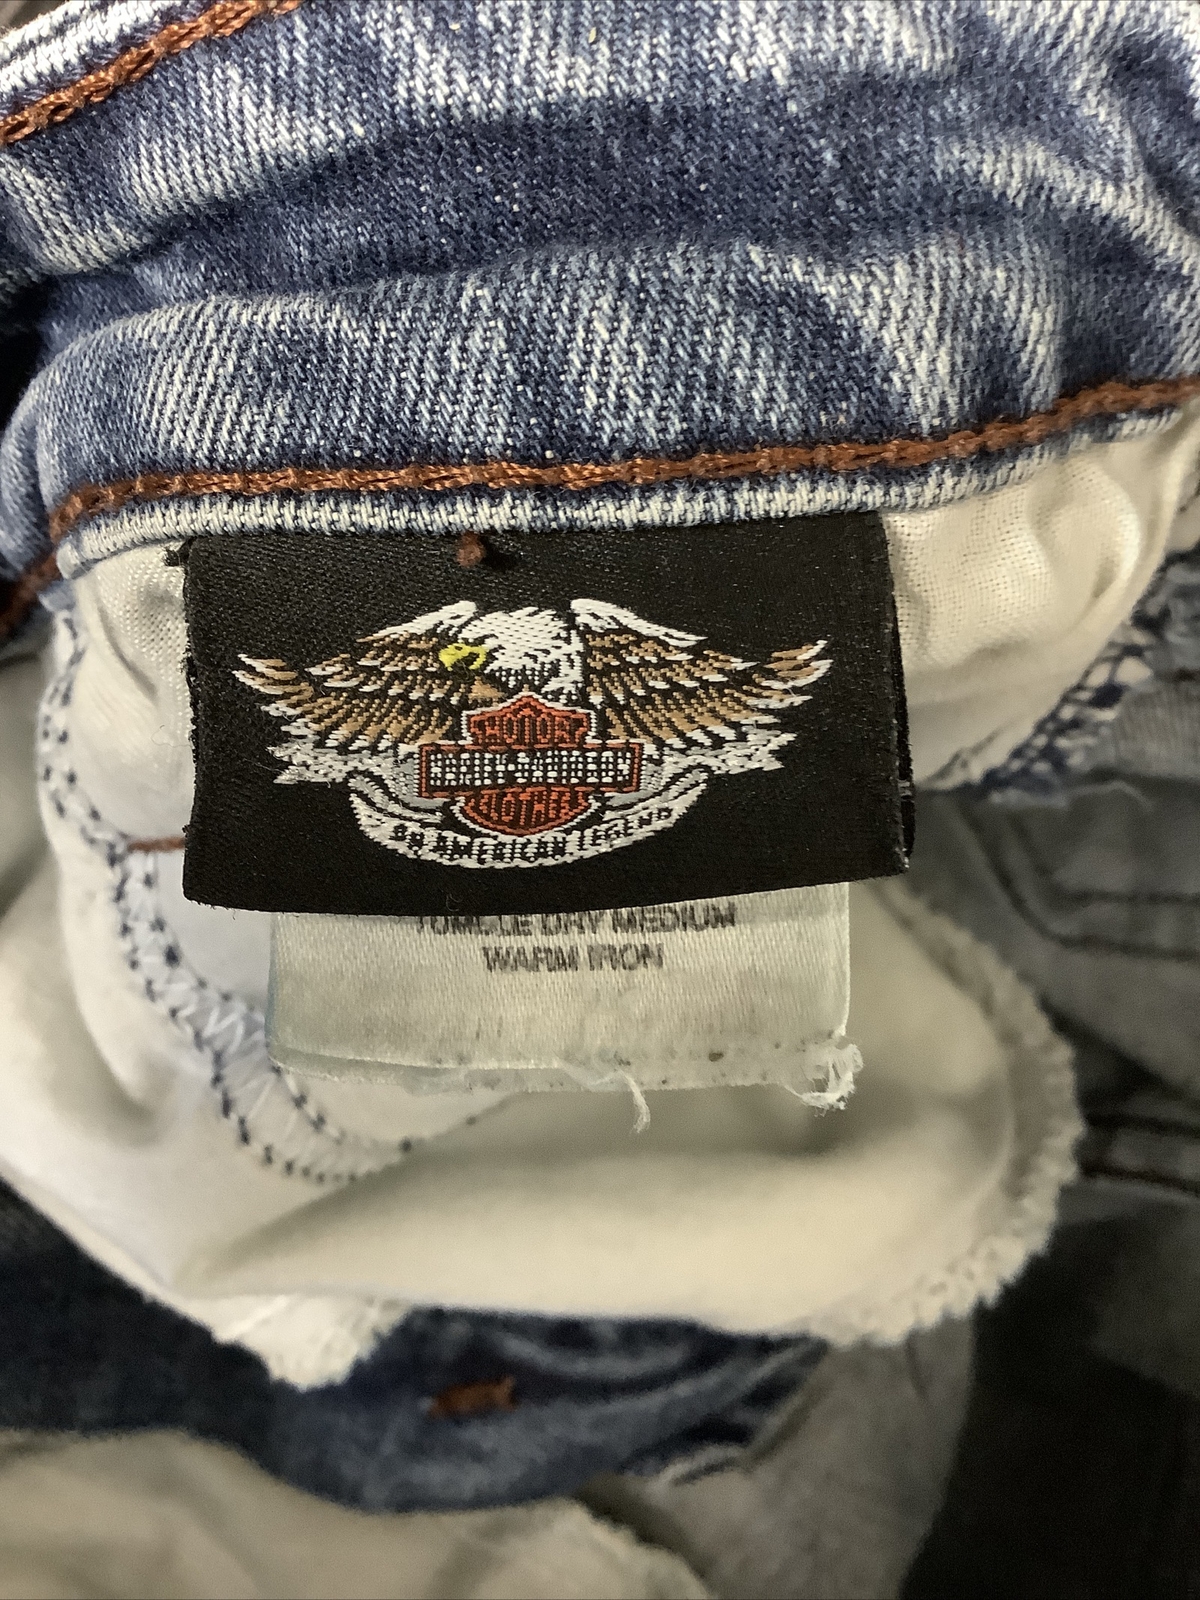 MOTOR
HARLEY-DAVIDSON
CLOTHES
AN AMERICAN LEGEND
TUMBLE DRY MEDIUM
WARM IRON